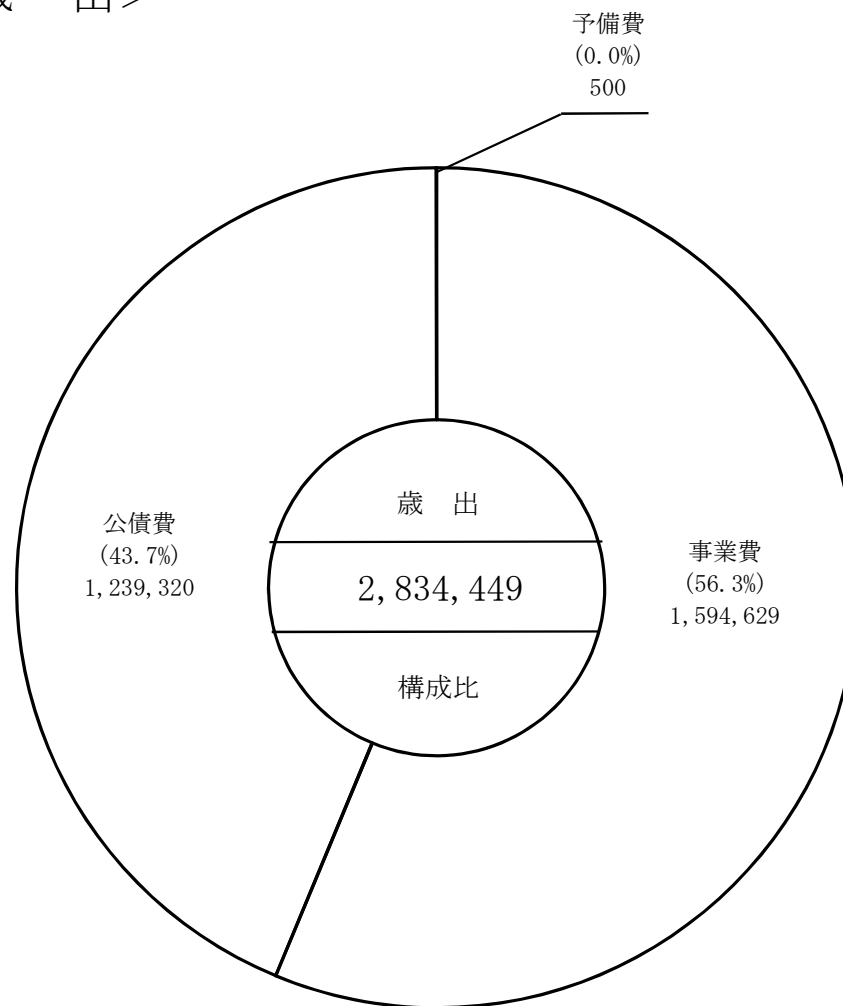 出＞
予備費
(0.0%)
500
公債費
(43.7%)
1,239,320
歳　出
2,834,449
構成比
事業費
(56.3%)
1,594,629